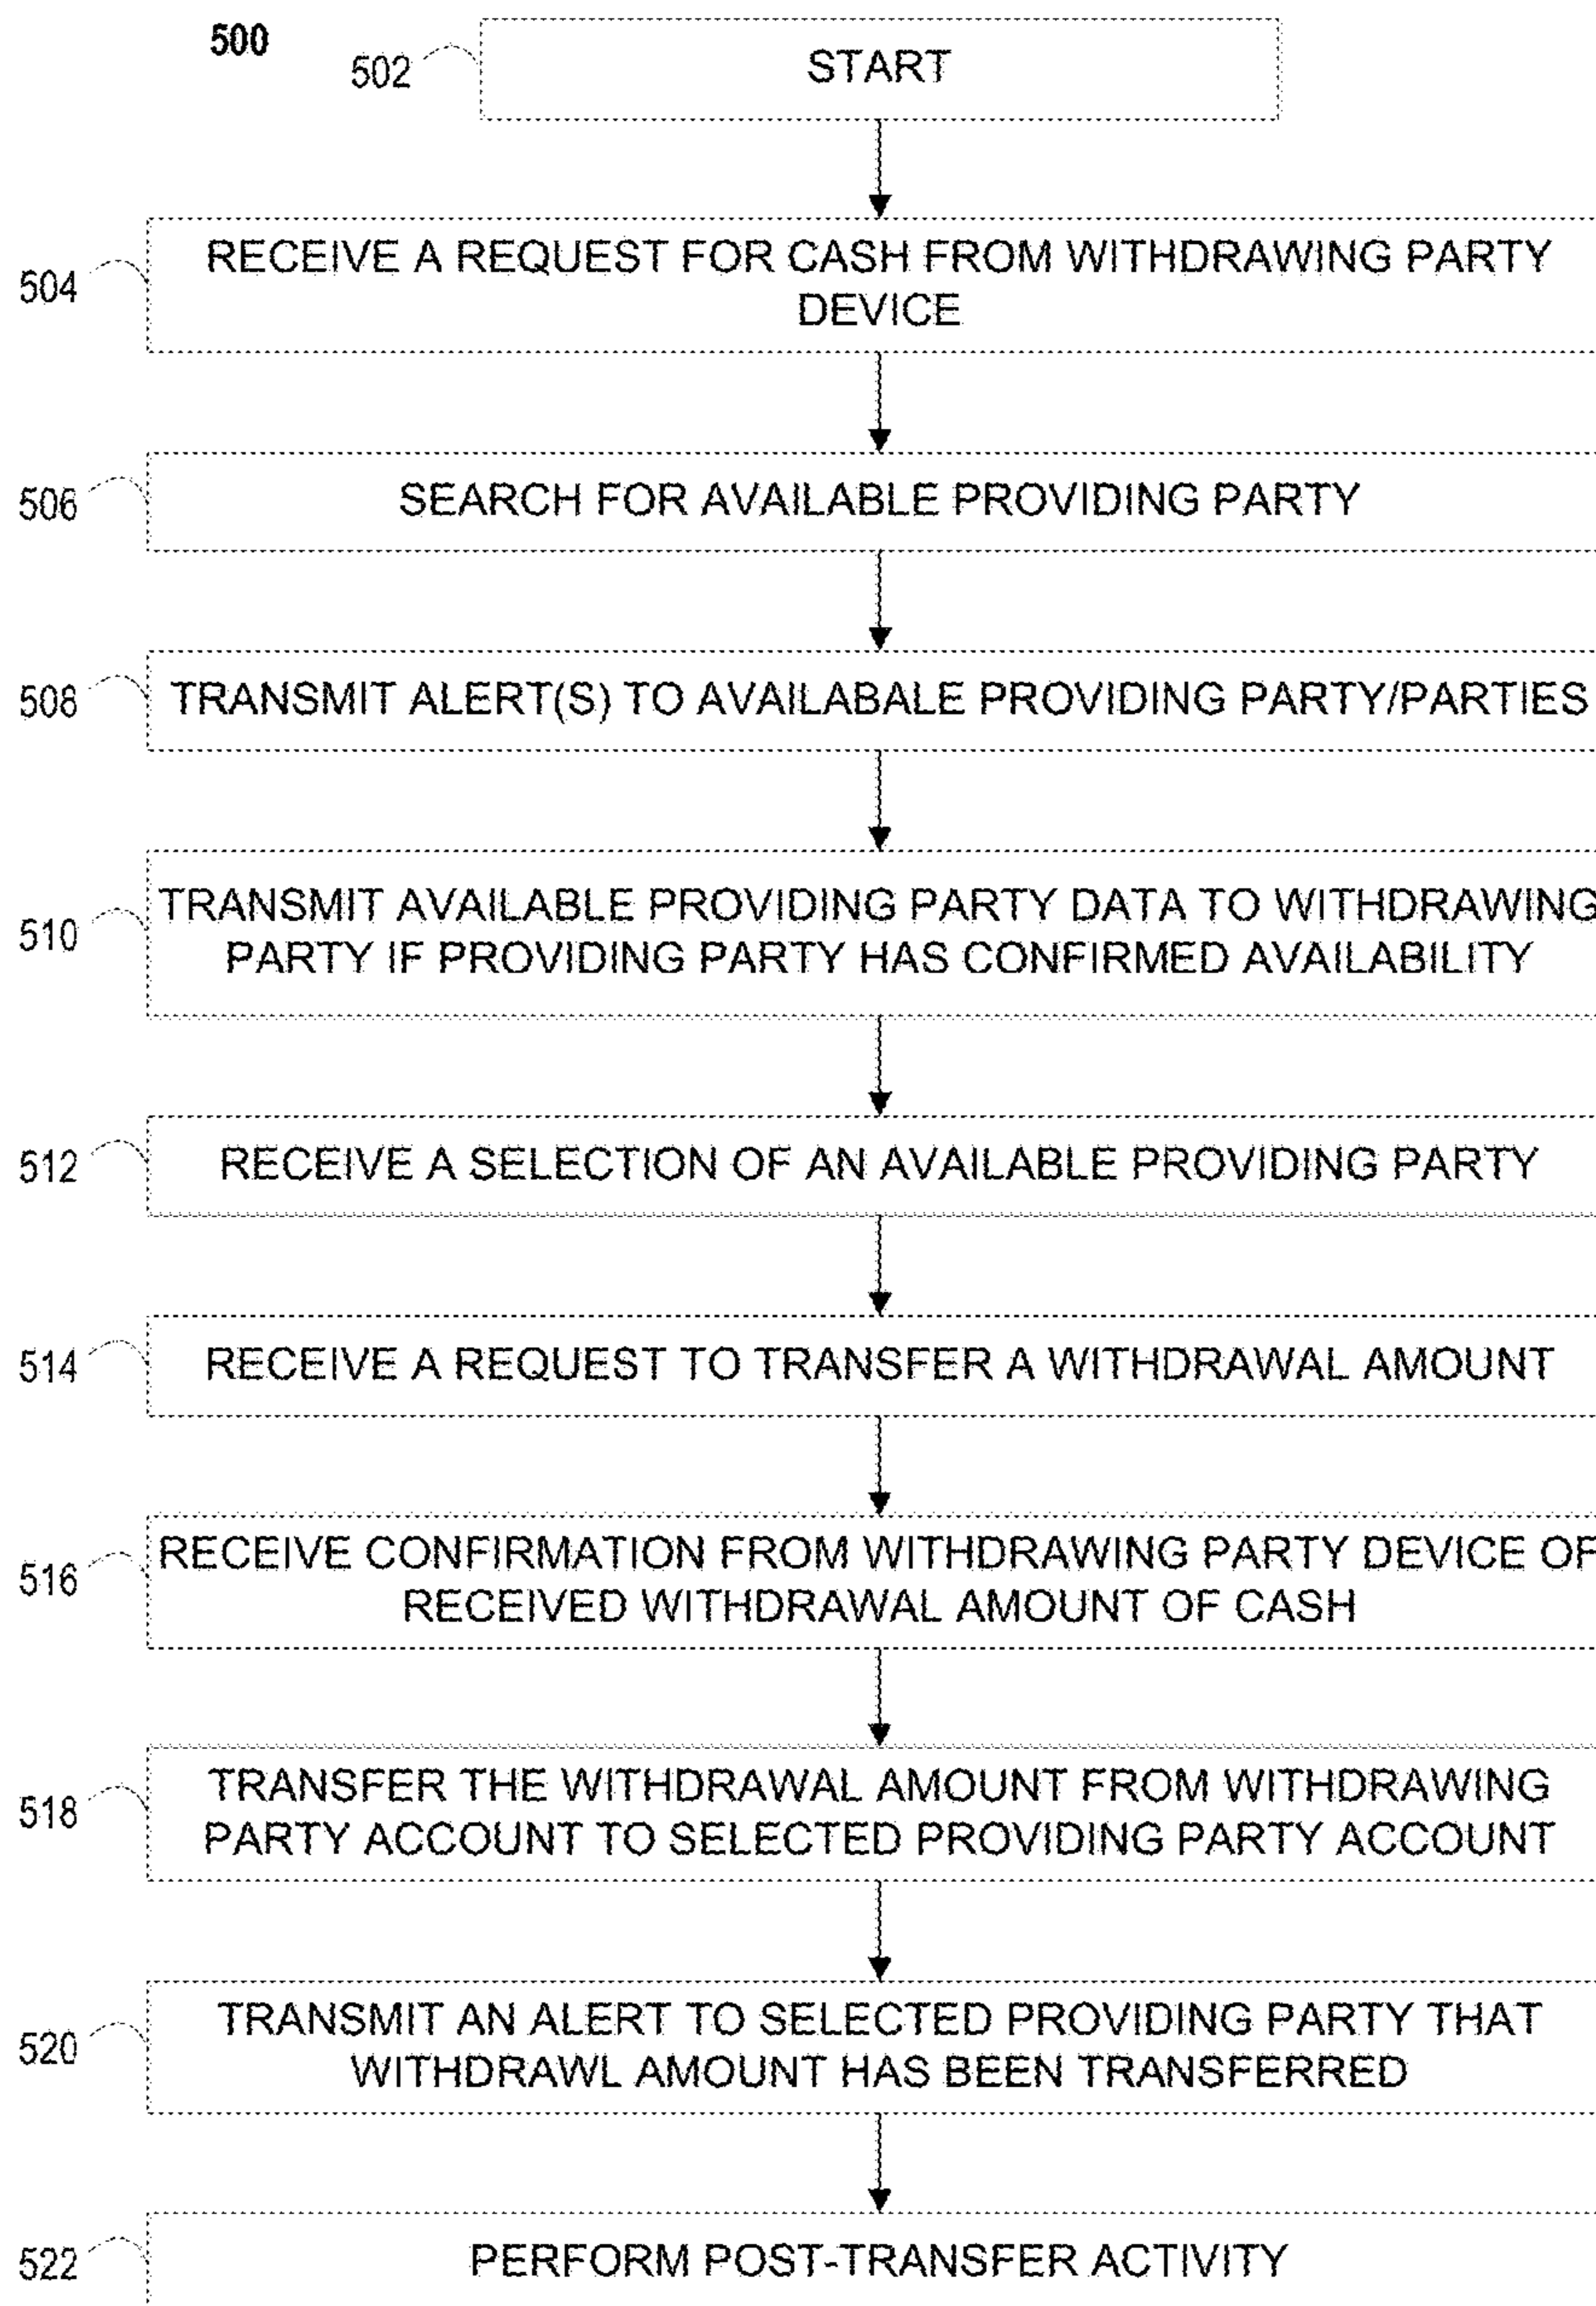 500
502
START
504
RECEIVE A REQUEST FOR CASH FROM WITHDRAWING PARTY
DEVICE
506
SEARCH FOR AVAILABLE PROVIDING PARTY
508
TRANSMIT ALERT(S) TO AVAILABALE PROVIDING PARTY/PARTIES
510
TRANSMIT AVAILABLE PROVIDING PARTY DATA TO WITHDRAWING
PARTY IF PROVIDING PARTY HAS CONFIRMED AVAILABILITY
512
RECEIVE A SELECTION OF AN AVAILABLE PROVIDING PARTY
514
RECEIVE A REQUEST TO TRANSFER A WITHDRAWAL AMOUNT
516
RECEIVE CONFIRMATION FROM WITHDRAWING PARTY DEVICE OF
RECEIVED WITHDRAWAL AMOUNT OF CASH
518
TRANSFER THE WITHDRAWAL AMOUNT FROM WITHDRAWING
PARTY ACCOUNT TO SELECTED PROVIDING PARTY ACCOUNT
520
TRANSMIT AN ALERT TO SELECTED PROVIDING PARTY THAT
WITHDRAWL AMOUNT HAS BEEN TRANSFERRED
522
PERFORM POST-TRANSFER ACTIVITY